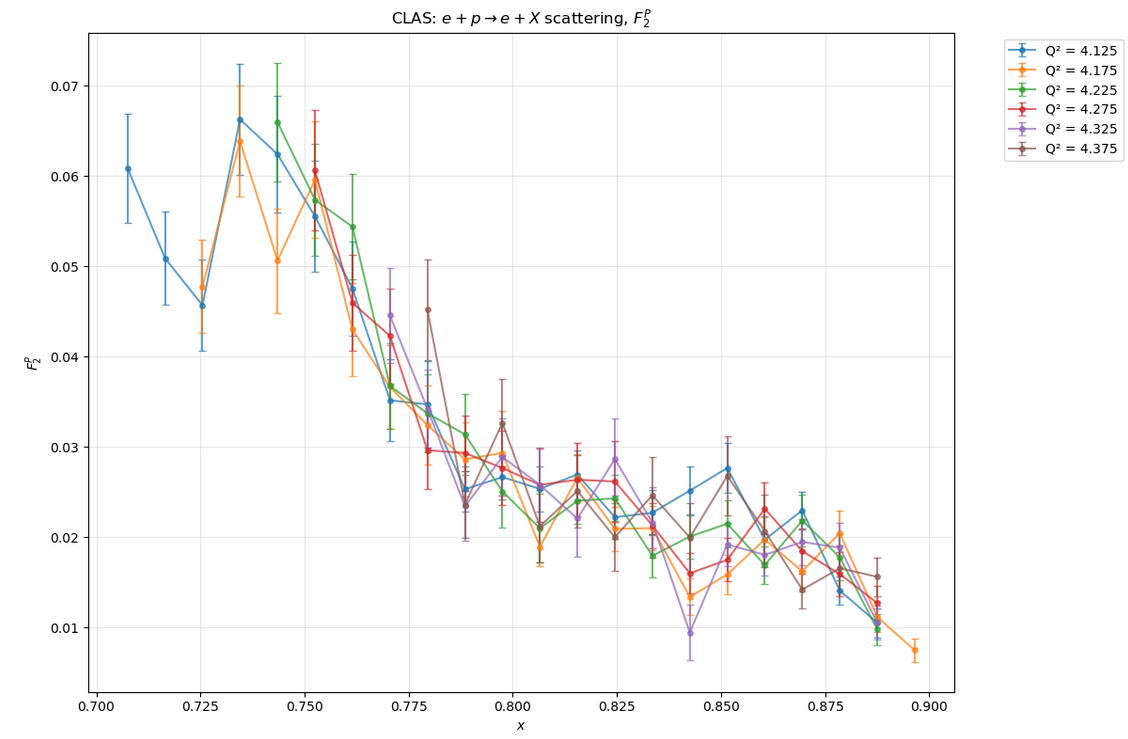 CLAS: e + p → e + X scattering, F₂ᵖ
Q² = 4.125
Q² = 4.175
Q² = 4.225
Q² = 4.275
Q² = 4.325
Q² = 4.375
0.07
0.06
0.05
0.04
0.03
0.02
0.01
F₂ᵖ
0.700 0.725 0.750 0.775 0.800 0.825 0.850 0.875 0.900
x